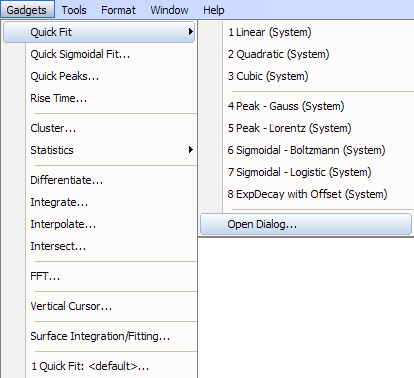 Gadgets Tools Format Window Help
Quick Fit
Quick Sigmoidal Fit...
Quick Peaks...
Rise Time...
Cluster...
Statistics
Differentiate...
Integrate...
Interpolate...
Intersect...
FFT...
Vertical Cursor...
Surface Integration/Fitting...
1 Quick Fit: <default>...
1 Linear (System)
2 Quadratic (System)
3 Cubic (System)
4 Peak - Gauss (System)
5 Peak - Lorentz (System)
6 Sigmoidal - Boltzmann (System)
7 Sigmoidal - Logistic (System)
8 ExpDecay with Offset (System)
Open Dialog...